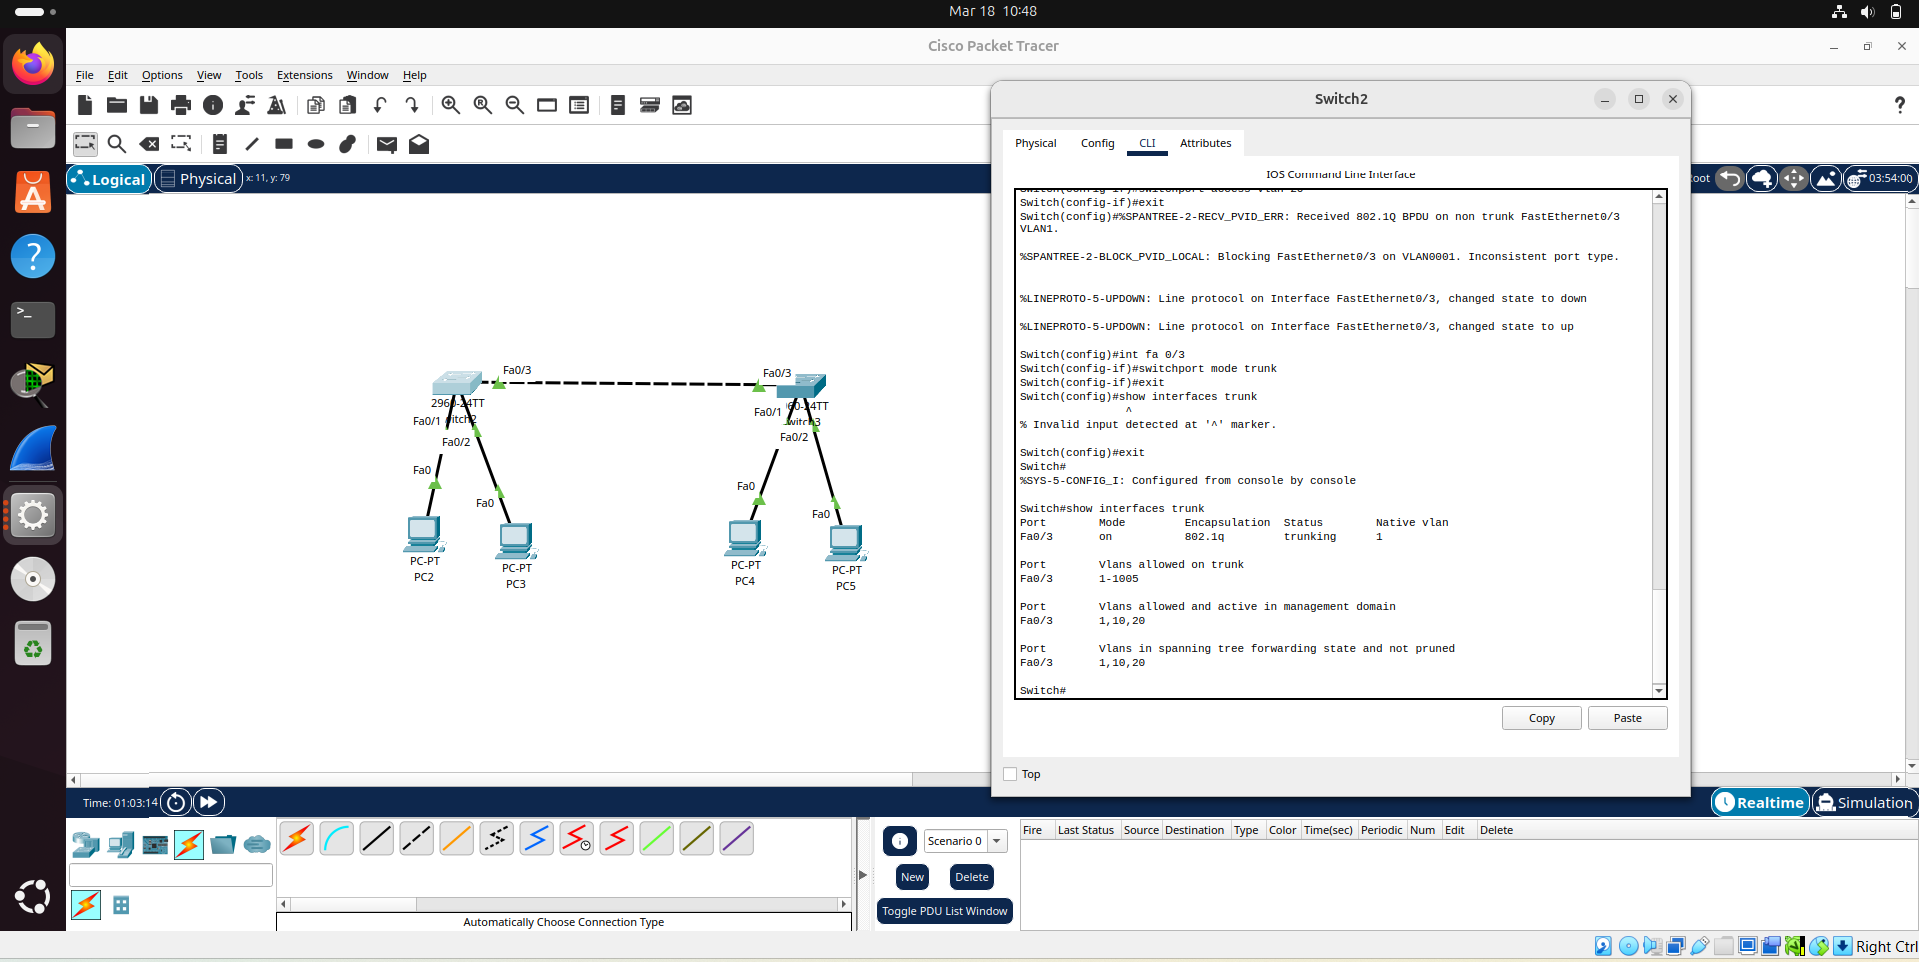 Mar 18 10:48
Cisco Packet Tracer
File Edit Options View Tools Extensions Window Help
?
Logical
Physical
x: 11, y: 79
Root
03:54:00
Switch2
Physical Config CLI Attributes
IOS Command Line Interface
Switch(config-if)#switchport access vlan 20
Switch(config-if)#exit
Switch(config)#%SPANTREE-2-RECV_PVID_ERR: Received 802.1Q BPDU on non trunk FastEthernet0/3
VLAN1.
%SPANTREE-2-BLOCK_PVID_LOCAL: Blocking FastEthernet0/3 on VLAN0001. Inconsistent port type.
%LINEPROTO-5-UPDOWN: Line protocol on Interface FastEthernet0/3, changed state to down
%LINEPROTO-5-UPDOWN: Line protocol on Interface FastEthernet0/3, changed state to up
Switch(config)#int fa 0/3
Switch(config-if)#switchport mode trunk
Switch(config-if)#exit
Switch(config)#show interfaces trunk
^
% Invalid input detected at '^' marker.
Switch(config)#exit
Switch#
%SYS-5-CONFIG_I: Configured from console by console
Switch#show interfaces trunk
Port Mode Encapsulation Status Native vlan
Fa0/3 on 802.1q trunking 1
Port Vlans allowed on trunk
Fa0/3 1-1005
Port Vlans allowed and active in management domain
Fa0/3 1,10,20
Port Vlans in spanning tree forwarding state and not pruned
Fa0/3 1,10,20
Switch#
Copy
Paste
Top
Fa0/3
2960-24TT
Switch2
Fa0/1
Fa0/2
Fa0
Fa0
PC-PT
PC2
PC-PT
PC3
Fa0/3
2960-24TT
Switch3
Fa0/1
Fa0/2
Fa0
Fa0
PC-PT
PC4
PC-PT
PC5
Time: 01:03:14
Realtime
Simulation
Scenario 0
New
Delete
Toggle PDU List Window
Fire Last Status Source Destination Type Color Time(sec) Periodic Num Edit Delete
Automatically Choose Connection Type
Right Ctrl